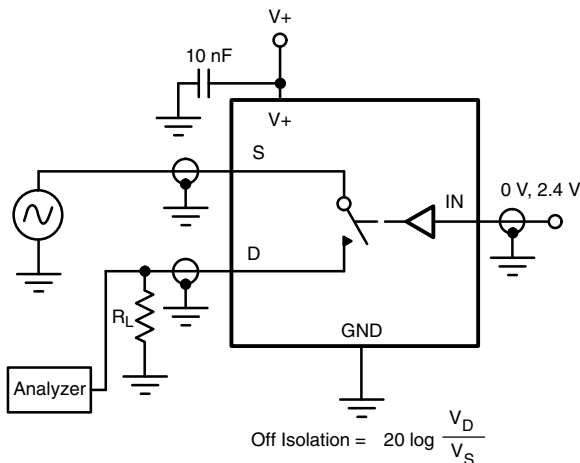 V+
10 nF
V+
S
0 V, 2.4 V
IN
D
R_L
GND
Analyzer
Off Isolation = 20 log V_D / V_S